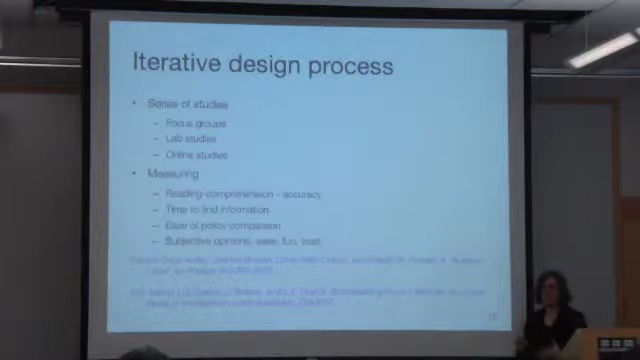 Iterative design process
• Series of studies
– Focus groups
– Lab studies
– Online studies
• Measuring
– Reading-comprehension - accuracy
– Time to find information
– Ease of policy comparison
– Subjective opinions, ease, fun, trust